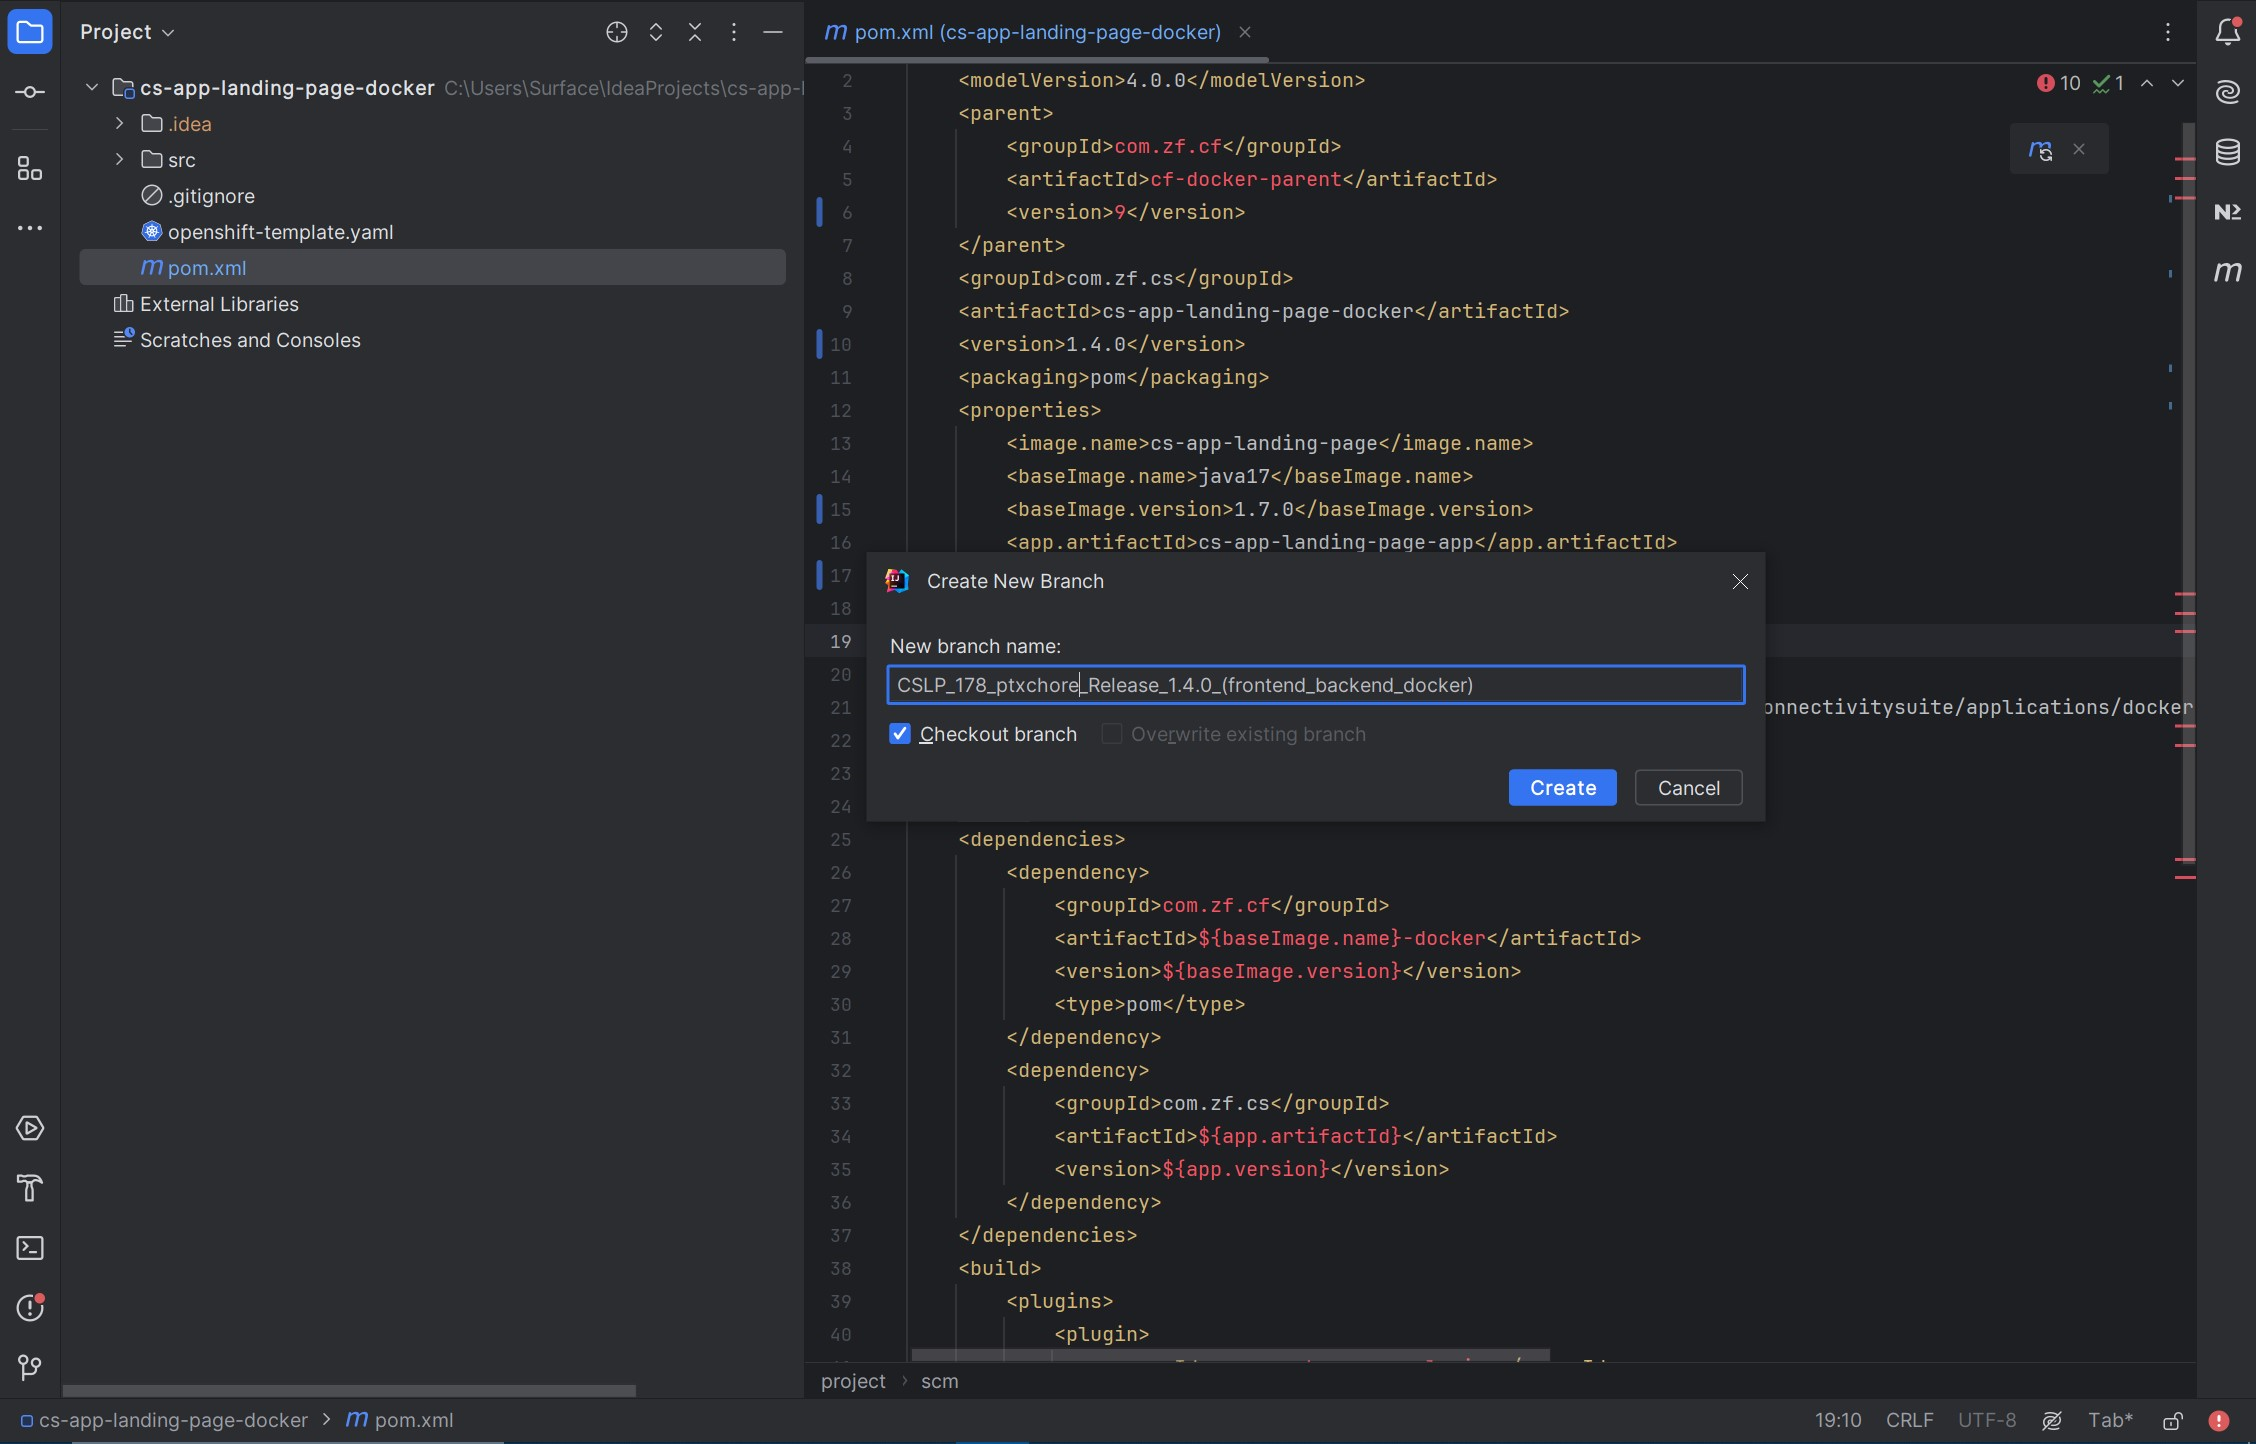 Project
cs-app-landing-page-docker C:\Users\Surface\IdeaProjects\cs-app-l
.idea
src
.gitignore
openshift-template.yaml
m pom.xml
External Libraries
Scratches and Consoles
m pom.xml (cs-app-landing-page-docker)
10 1
2 <modelVersion>4.0.0</modelVersion>
3 <parent>
4 <groupId>com.zf.cf</groupId>
5 <artifactId>cf-docker-parent</artifactId>
6 <version>9</version>
7 </parent>
8 <groupId>com.zf.cs</groupId>
9 <artifactId>cs-app-landing-page-docker</artifactId>
10 <version>1.4.0</version>
11 <packaging>pom</packaging>
12 <properties>
13 <image.name>cs-app-landing-page</image.name>
14 <baseImage.name>java17</baseImage.name>
15 <baseImage.version>1.7.0</baseImage.version>
16 <app.artifactId>cs-app-landing-page-app</app.artifactId>
17
18
19
20
21 onnectivitysuite/applications/docker
22
23
24
Create New Branch
New branch name:
CSLP_178_ptxchore_Release_1.4.0_(frontend_backend_docker)
Checkout branch Overwrite existing branch
Create Cancel
25 <dependencies>
26 <dependency>
27 <groupId>com.zf.cf</groupId>
28 <artifactId>${baseImage.name}-docker</artifactId>
29 <version>${baseImage.version}</version>
30 <type>pom</type>
31 </dependency>
32 <dependency>
33 <groupId>com.zf.cs</groupId>
34 <artifactId>${app.artifactId}</artifactId>
35 <version>${app.version}</version>
36 </dependency>
37 </dependencies>
38 <build>
39 <plugins>
40 <plugin>
project > scm
cs-app-landing-page-docker > m pom.xml
19:10 CRLF UTF-8 Tab*